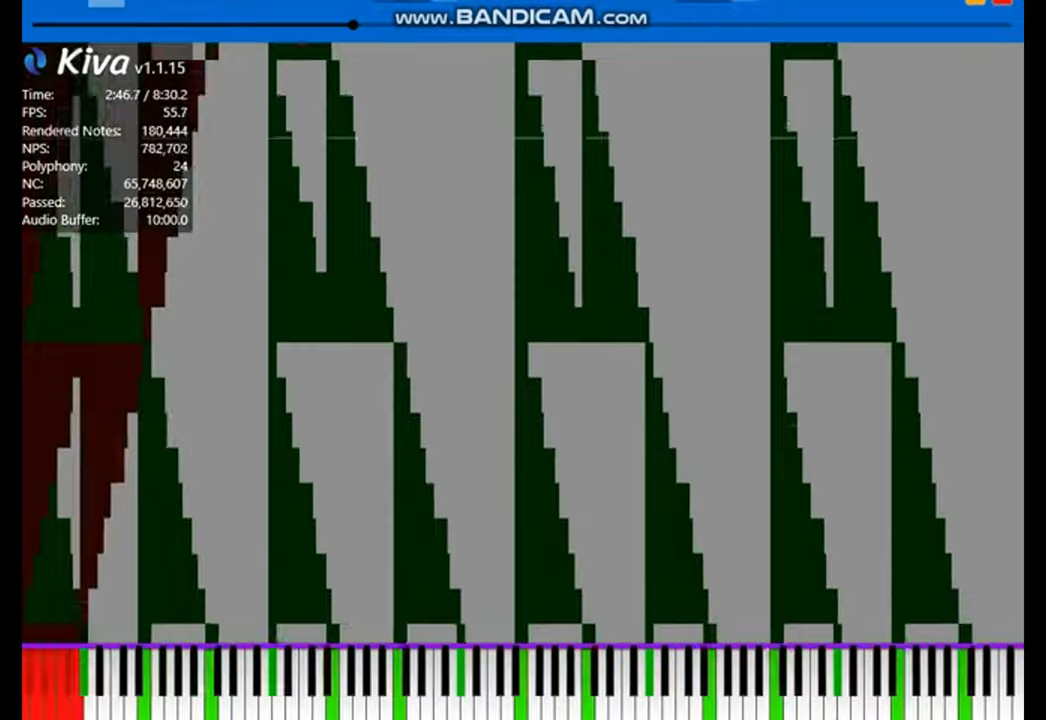 WWW.BANDICAM.COM
Kiva v1.1.15
Time: 2:46.7 / 8:30.2
FPS: 55.7
Rendered Notes: 180,444
NPS: 782,702
Polyphony: 24
NC: 65,748,607
Passed: 26,812,650
Audio Buffer: 10:00.0